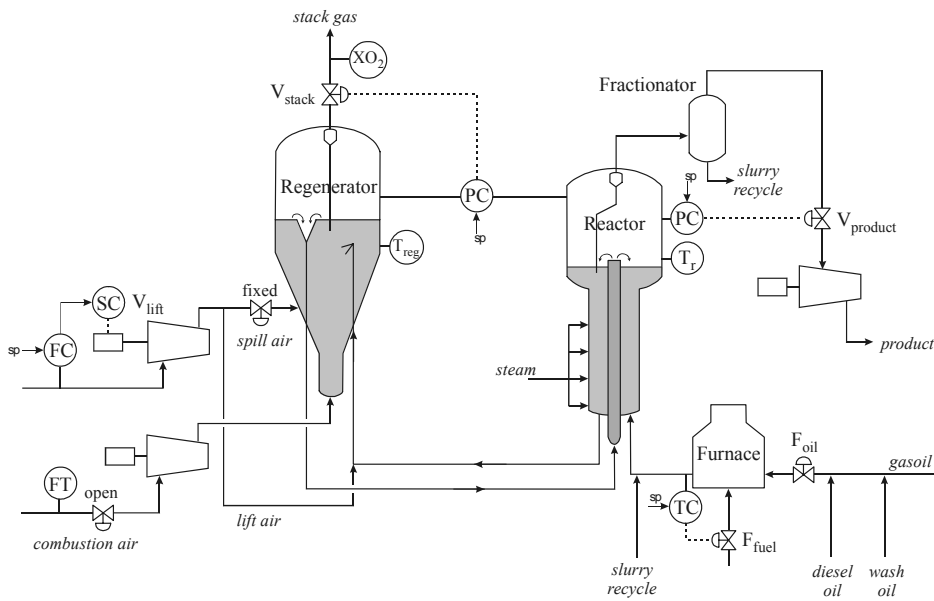 stack gas
XO2
Vstack
Fractionator
Regenerator
slurry
recycle
sp
PC
sp
PC
Reactor
Vproduct
Treg
Tr
SC
Vlift
fixed
sp
FC
spill air
product
steam
Furnace
Foil
gasoil
FT
open
combustion air
lift air
sp
TC
Ffuel
slurry
recycle
diesel
oil
wash
oil